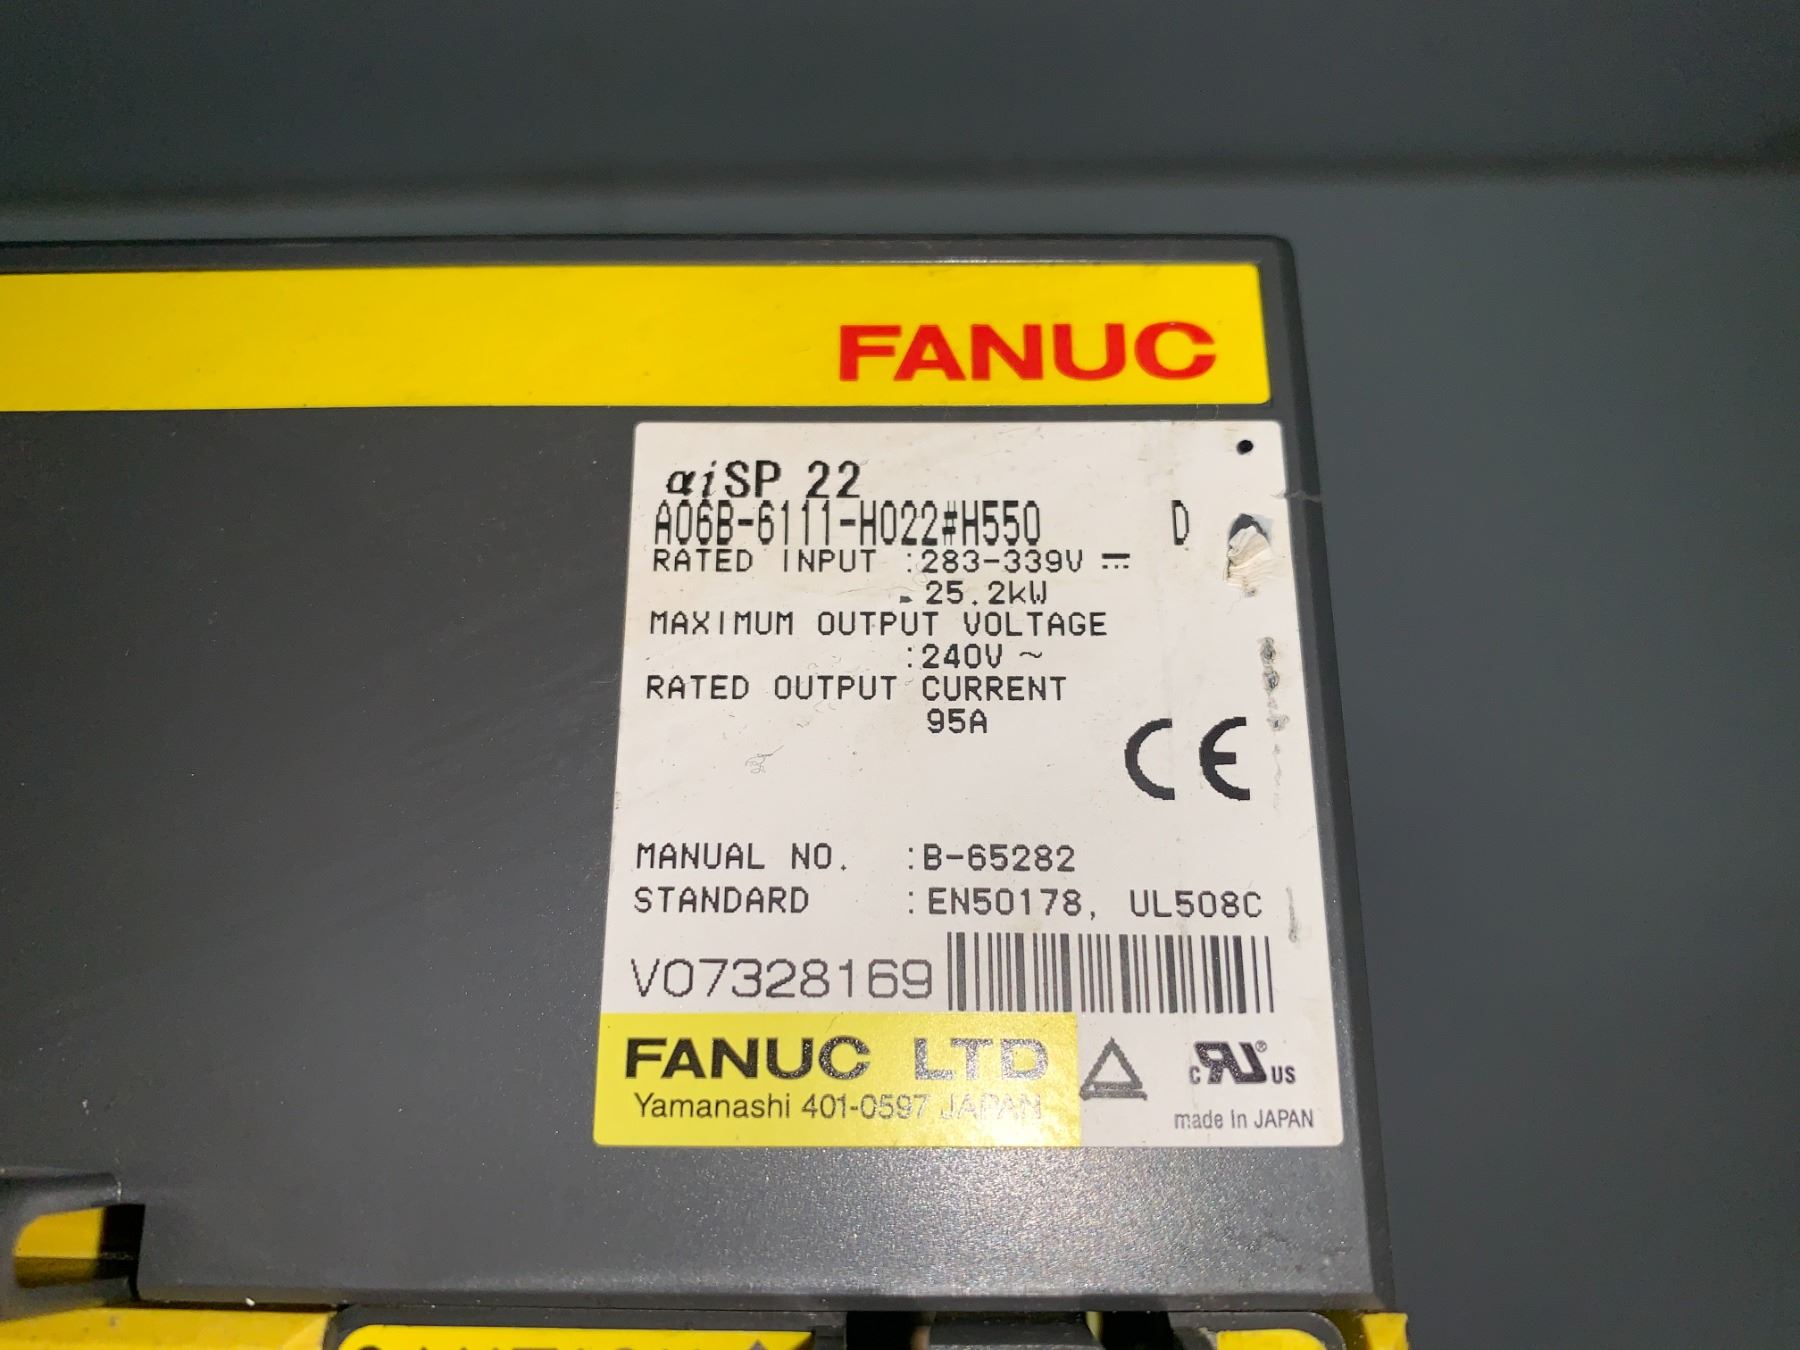 FANUC
αiSP 22
A06B-6111-H022#H550 D
RATED INPUT :283-339V ⎓
25.2kW
MAXIMUM OUTPUT VOLTAGE
:240V ~
RATED OUTPUT CURRENT
95A
CE
MANUAL NO. :B-65282
STANDARD :EN50178, UL508C
V07328169
FANUC LTD
Yamanashi 401-0597 JAPAN
c RU ® US
made In JAPAN